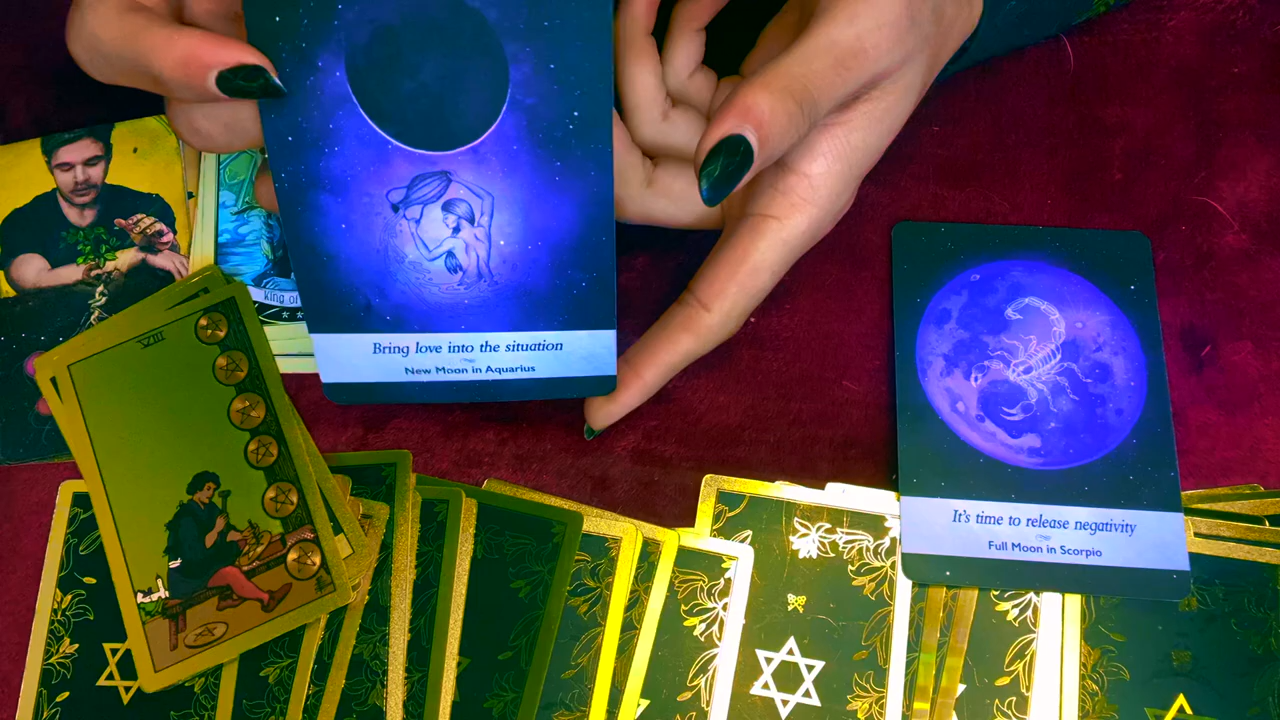 king of
Bring love into the situation
New Moon in Aquarius
VIII
It's time to release negativity
Full Moon in Scorpio